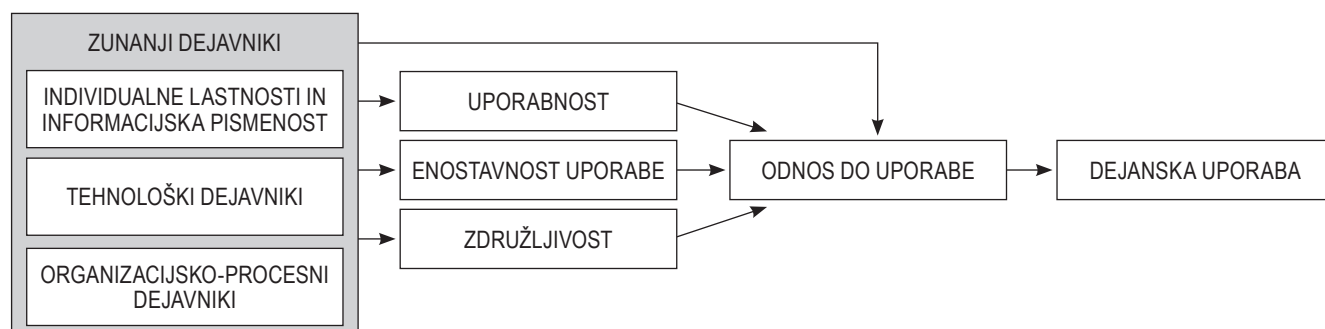 ZUNANJI DEJAVNIKI
INDIVIDUALNE LASTNOSTI IN
INFORMACIJSKA PISMENOST
TEHNOLOŠKI DEJAVNIKI
ORGANIZACIJSKO-PROCESNI
DEJAVNIKI
UPORABNOST
ENOSTAVNOST UPORABE
ZDRUŽLJIVOST
ODNOS DO UPORABE
DEJANSKA UPORABA